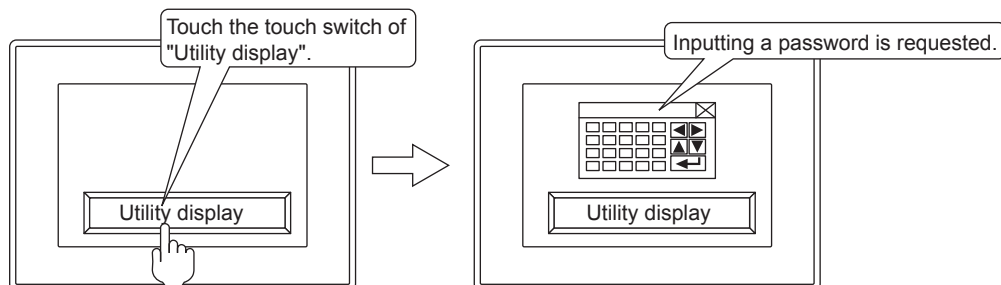 Touch the touch switch of
"Utility display".
Utility display
Inputting a password is requested.
Utility display